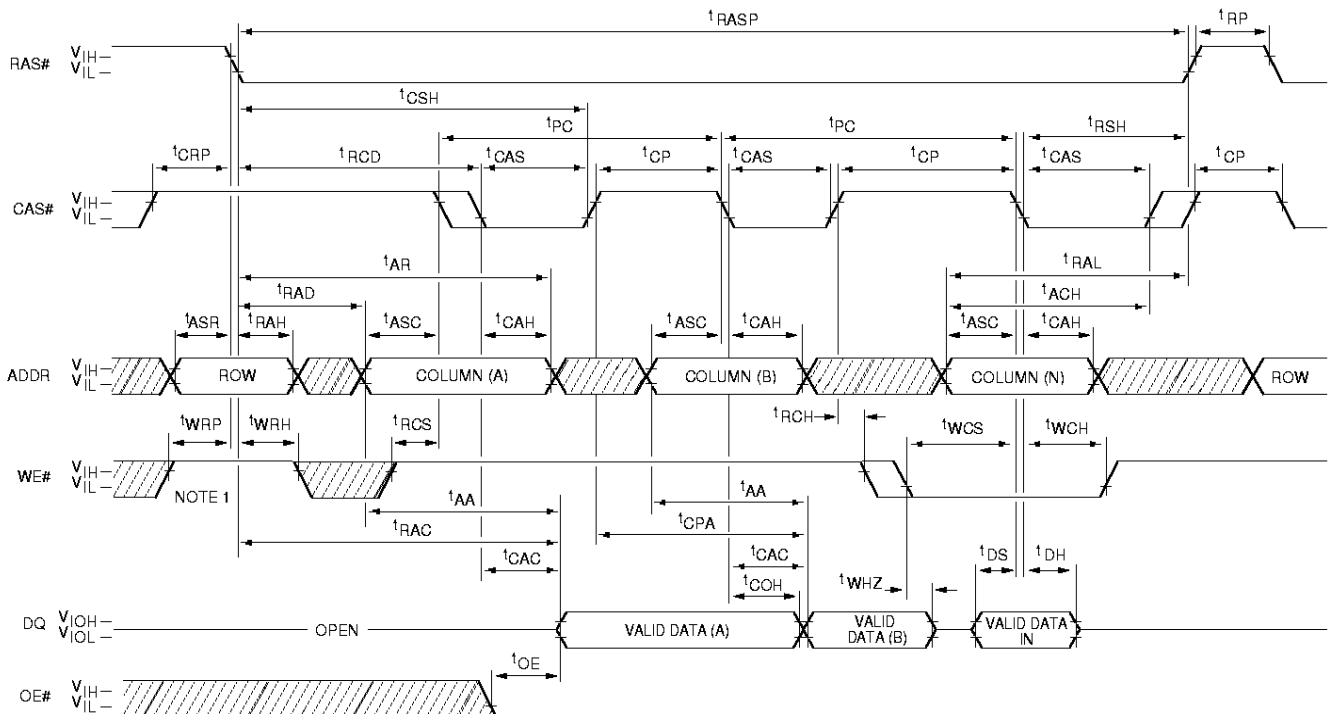 tRASP tRP
RAS# VIH VIL
tCSH
tPC tPC tRSH
tCRP tRCD tCAS tCP tCAS tCP tCAS tCP
CAS# VIH VIL
tAR tRAL
tRAD tACH
tASR tRAH tASC tCAH tASC tCAH tASC tCAH
ADDR VIH VIL ROW COLUMN (A) COLUMN (B) COLUMN (N) ROW
tWRP tWRH tRCS tRCH tWCS tWCH
WE# VIH VIL
NOTE 1
tAA tAA
tRAC tCPA
tCAC tCAC tDS tDH
tCOH tWHZ
DQ VIOH VIOL OPEN VALID DATA (A) VALID DATA (B) VALID DATA IN
tOE
OE# VIH VIL